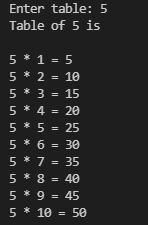 Enter table: 5
Table of 5 is

5 * 1 = 5
5 * 2 = 10
5 * 3 = 15
5 * 4 = 20
5 * 5 = 25
5 * 6 = 30
5 * 7 = 35
5 * 8 = 40
5 * 9 = 45
5 * 10 = 50